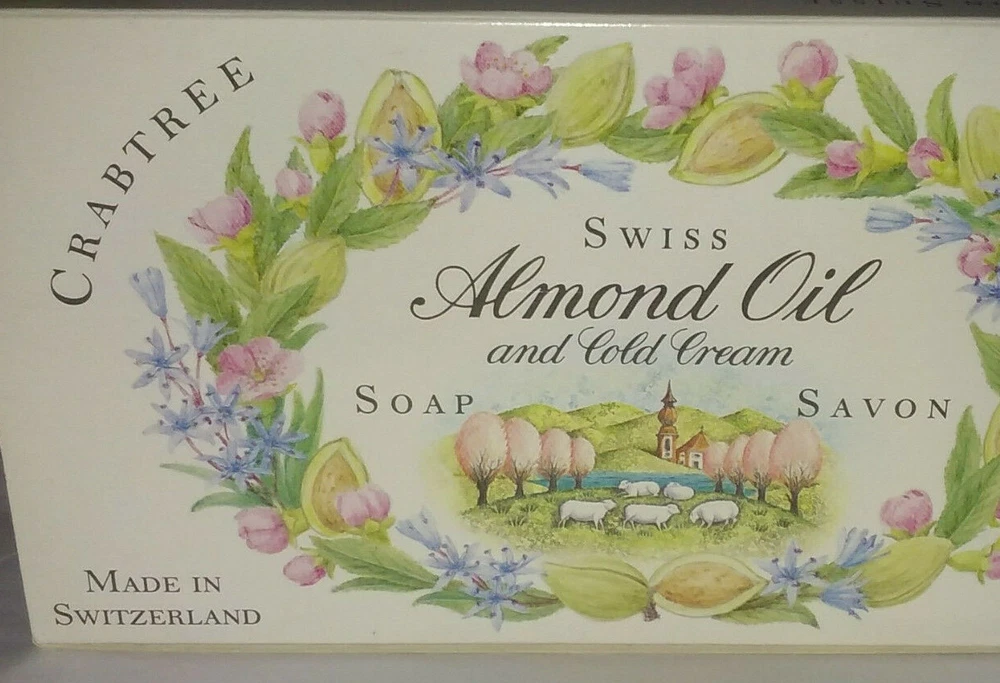 CRABTREE
SWISS
Almond Oil
and Cold Cream
SOAP SAVON
MADE IN
SWITZERLAND